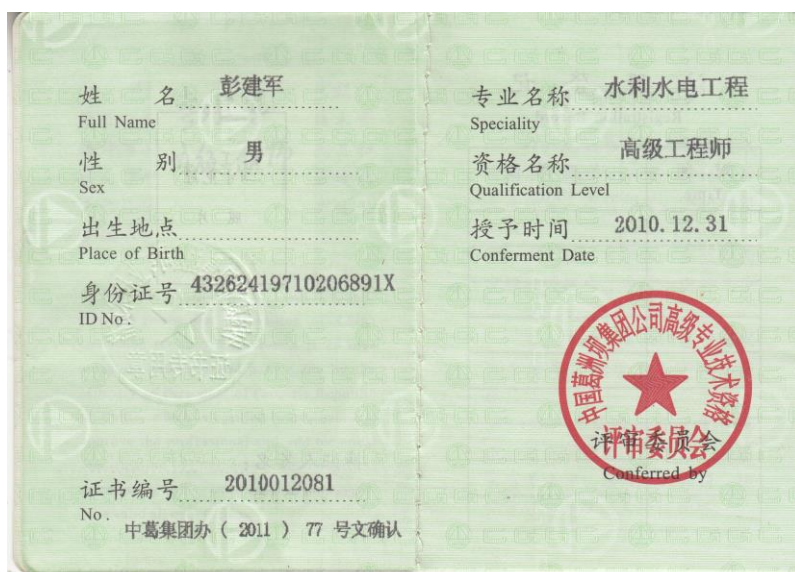 姓 名 彭建军
Full Name
性 别 男
Sex
出生地点
Place of Birth
身份证号 43262419710206891X
ID No.
证书编号 2010012081
No.
中葛集团办(2011)77 号文确认
专业名称 水利水电工程
Speciality
资格名称 高级工程师
Qualification Level
授予时间 2010.12.31
Conferment Date
中国葛洲坝集团公司高级专业技术资格
评审委员会
评审委员会
Conferred by